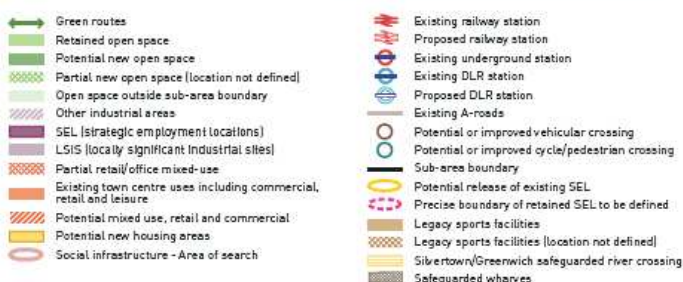 Green routes
Retained open space
Potential new open space
Partial new open space (location not defined)
Open space outside sub-area boundary
Other industrial areas
SEL (strategic employment locations)
LSIS (locally significant industrial sites)
Partial retail/office mixed-use
Existing town centre uses including commercial,
retail and leisure
Potential mixed use, retail and commercial
Potential new housing areas
Social infrastructure - Area of search
Existing railway station
Proposed railway station
Existing underground station
Existing DLR station
Proposed DLR station
Existing A-roads
Potential or improved vehicular crossing
Potential or improved cycle/pedestrian crossing
Sub-area boundary
Potential release of existing SEL
Precise boundary of retained SEL to be defined
Legacy sports facilities
Legacy sports facilities (location not defined)
Silvertown/Greenwich safeguarded river crossing
Safeguarded wharves